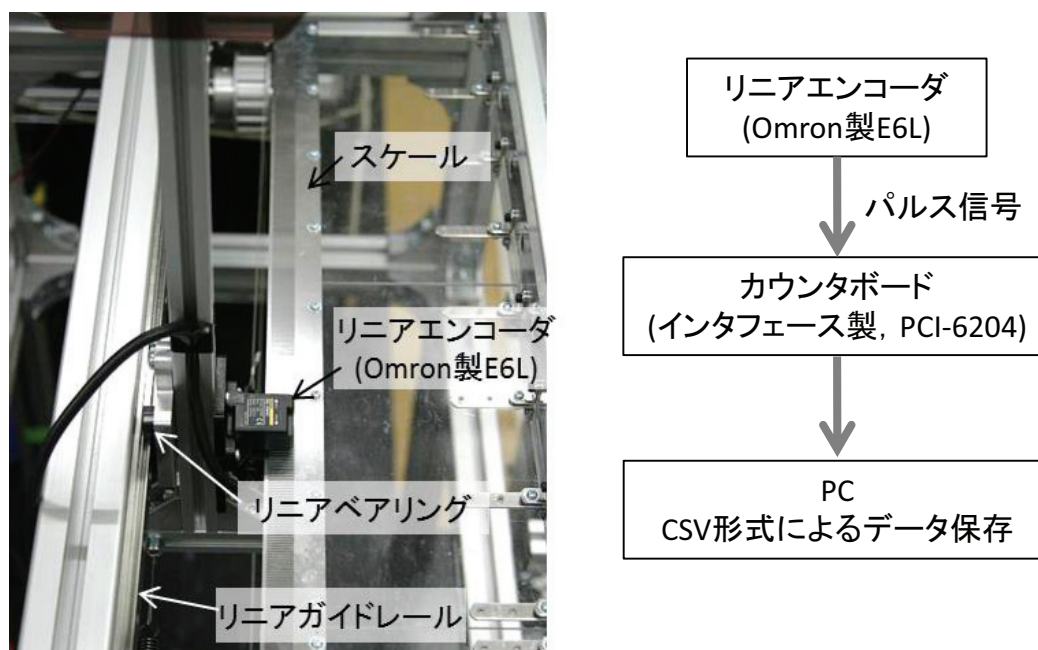 スケール
リニアエンコーダ
(Omron製E6L)
リニアベアリング
リニアガイドレール
リニアエンコーダ
(Omron製E6L)
パルス信号
カウンタボード
(インタフェース製, PCI-6204)
PC
CSV形式によるデータ保存